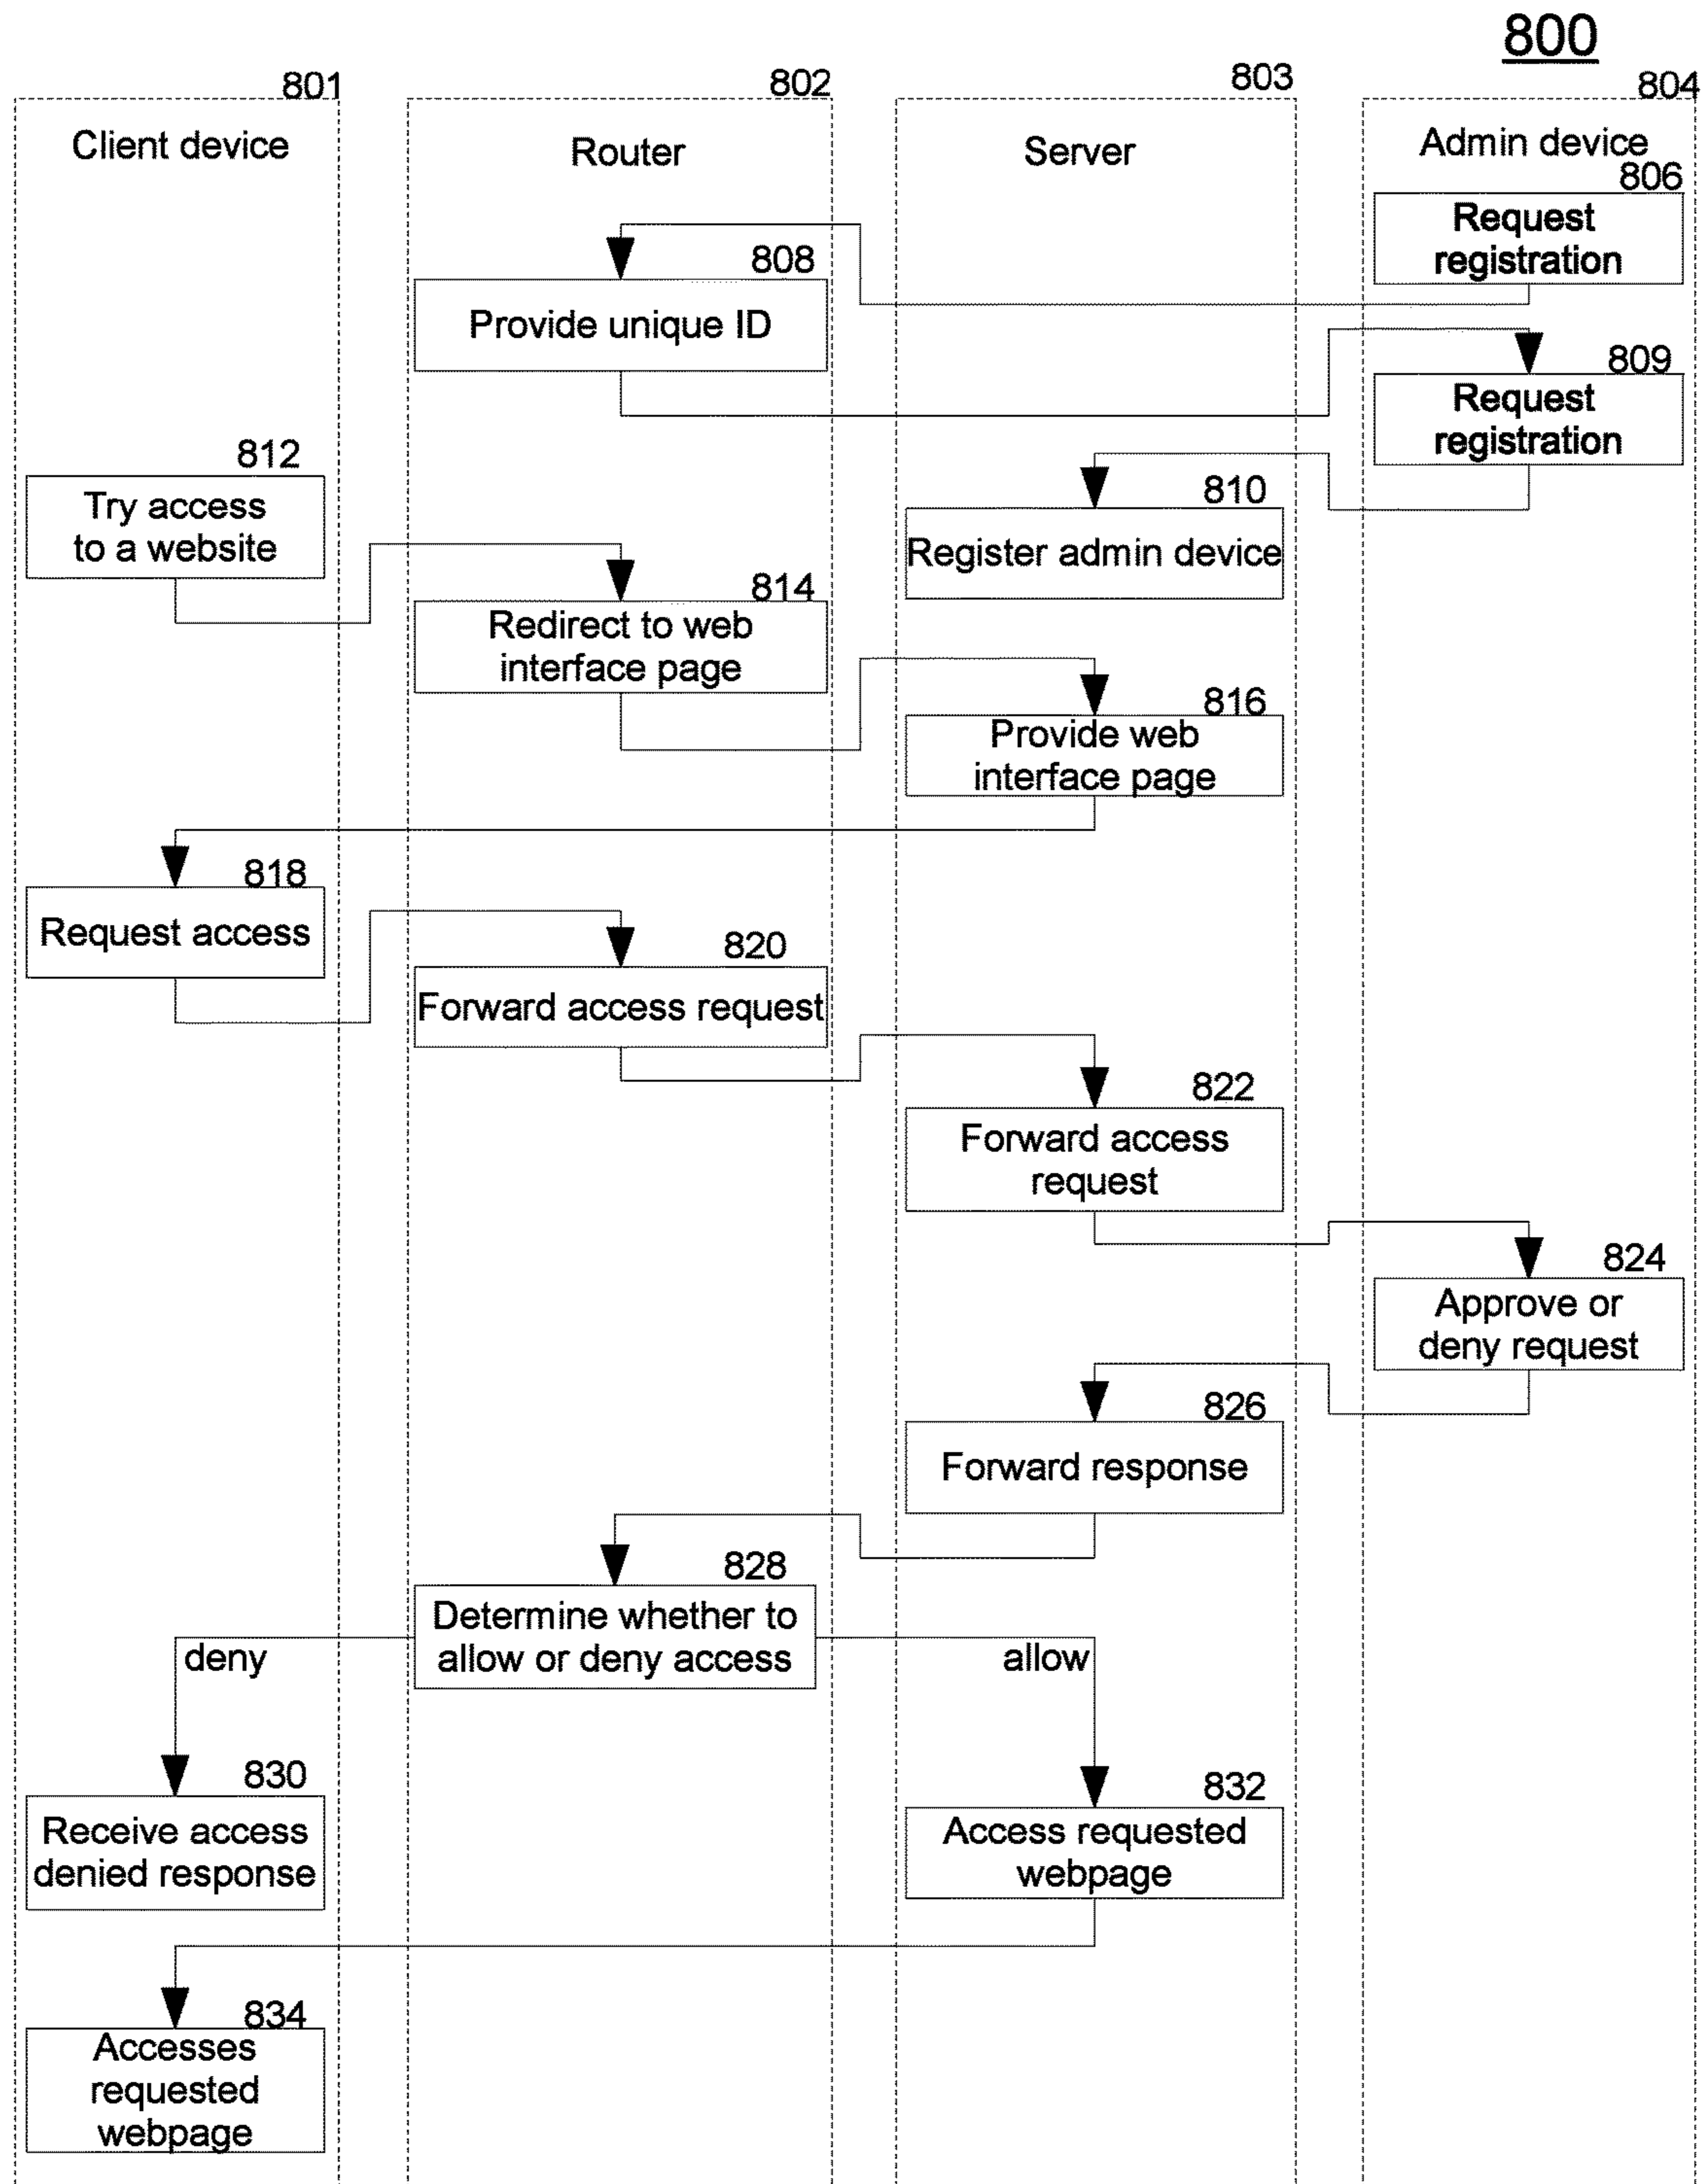 800
801
802
803
804
Client device
Router
Server
Admin device
806
Request
registration
808
Provide unique ID
809
Request
registration
812
Try access
to a website
810
Register admin device
814
Redirect to web
interface page
816
Provide web
interface page
818
Request access
820
Forward access request
822
Forward access
request
824
Approve or
deny request
826
Forward response
828
Determine whether to
allow or deny access
deny
allow
830
Receive access
denied response
832
Access requested
webpage
834
Accesses
requested
webpage